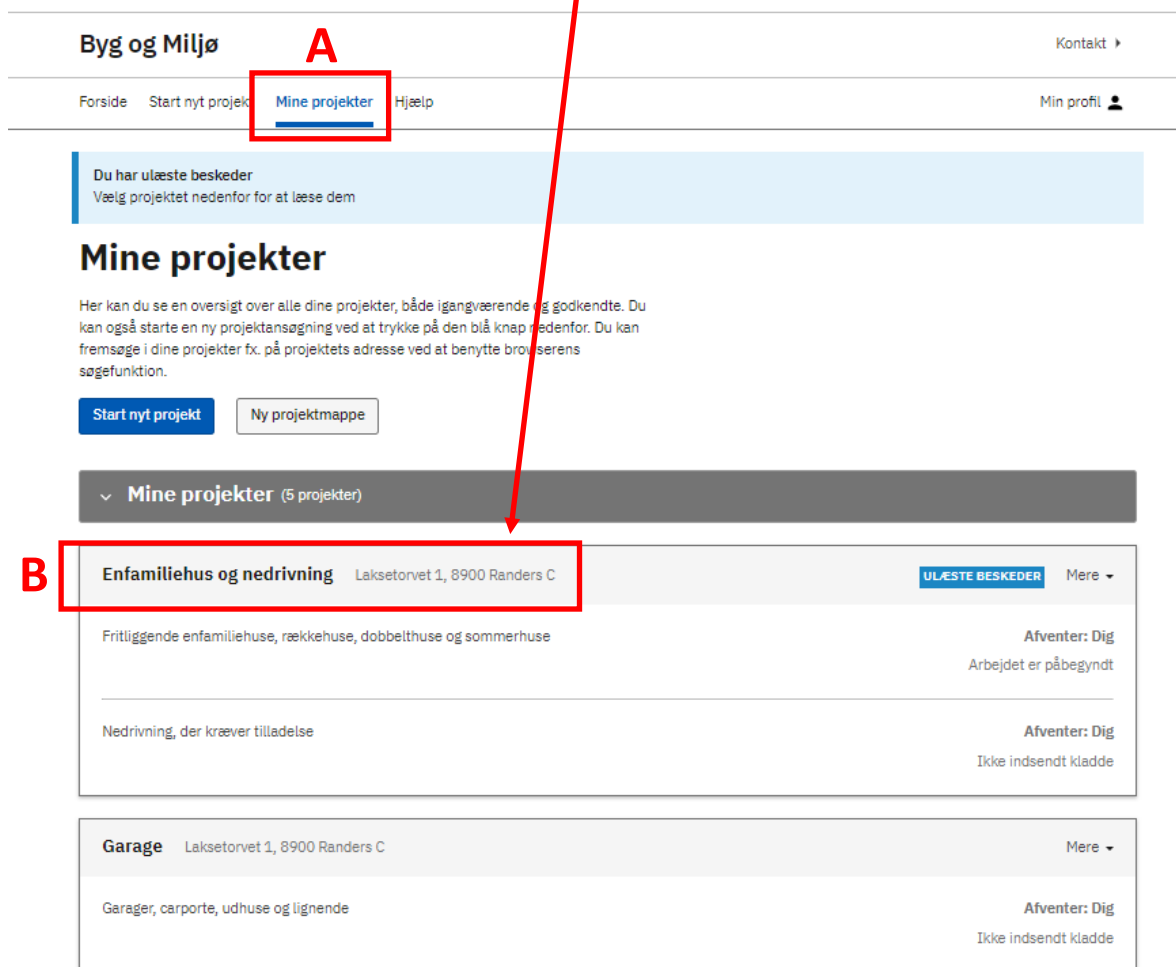 Byg og Miljø
A
Kontakt
Forside Start nyt projek Mine projekter Hjælp
Min profil
Du har ulæste beskeder
Vælg projektet nedenfor for at læse dem
Mine projekter
Her kan du se en oversigt over alle dine projekter, både igangværende og godkendte. Du
kan også starte en ny projektansøgning ved at trykke på den blå knap nedenfor. Du kan
fremsøge i dine projekter fx. på projektets adresse ved at benytte browserens
søgefunktion.
Start nyt projekt Ny projektmappe
Mine projekter (5 projekter)
B
Enfamiliehus og nedrivning Laksetorvet 1, 8900 Randers C
ULÆSTE BESKEDER Mere
Fritliggende enfamiliehuse, rækkehuse, dobbelthuse og sommerhuse
Afventer: Dig
Arbejdet er påbegyndt
Nedrivning, der kræver tilladelse
Afventer: Dig
Ikke indsendt kladde
Garage Laksetorvet 1, 8900 Randers C
Mere
Garager, carporte, udhuse og lignende
Afventer: Dig
Ikke indsendt kladde